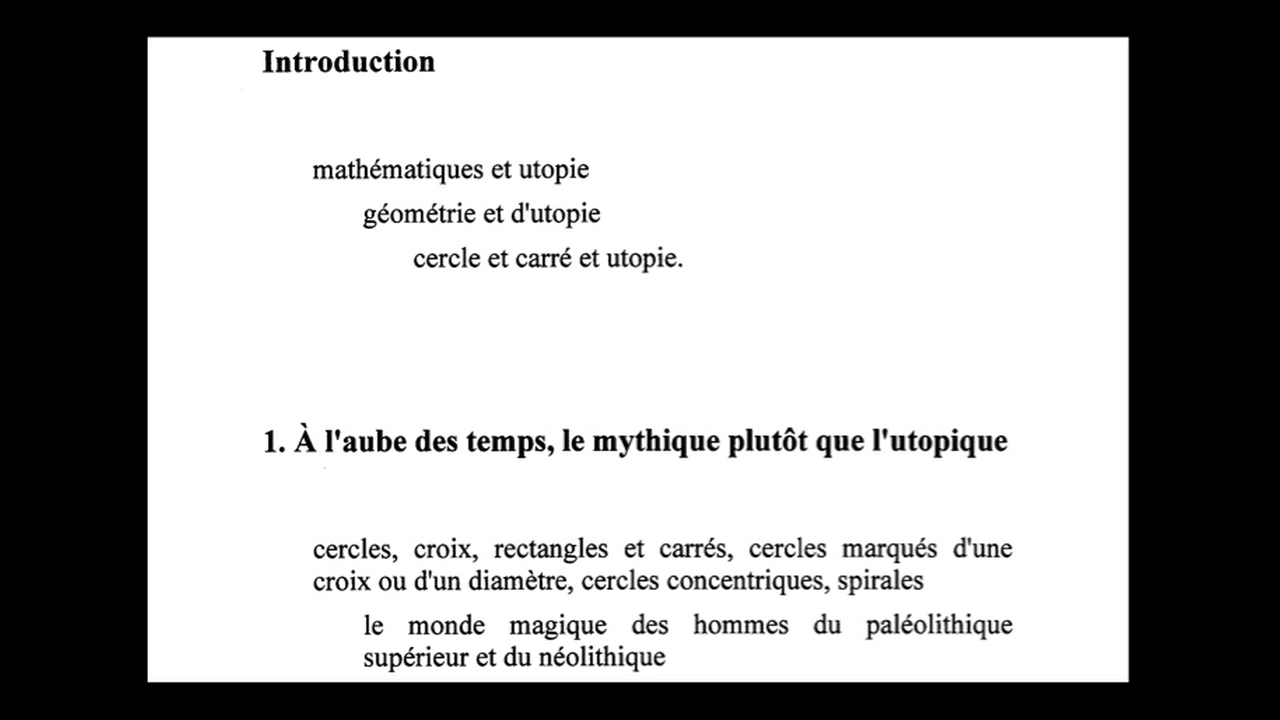 Introduction
mathématiques et utopie
géométrie et d'utopie
cercle et carré et utopie.
1. À l'aube des temps, le mythique plutôt que l'utopique
cercles, croix, rectangles et carrés, cercles marqués d'une
croix ou d'un diamètre, cercles concentriques, spirales
le monde magique des hommes du paléolithique
supérieur et du néolithique